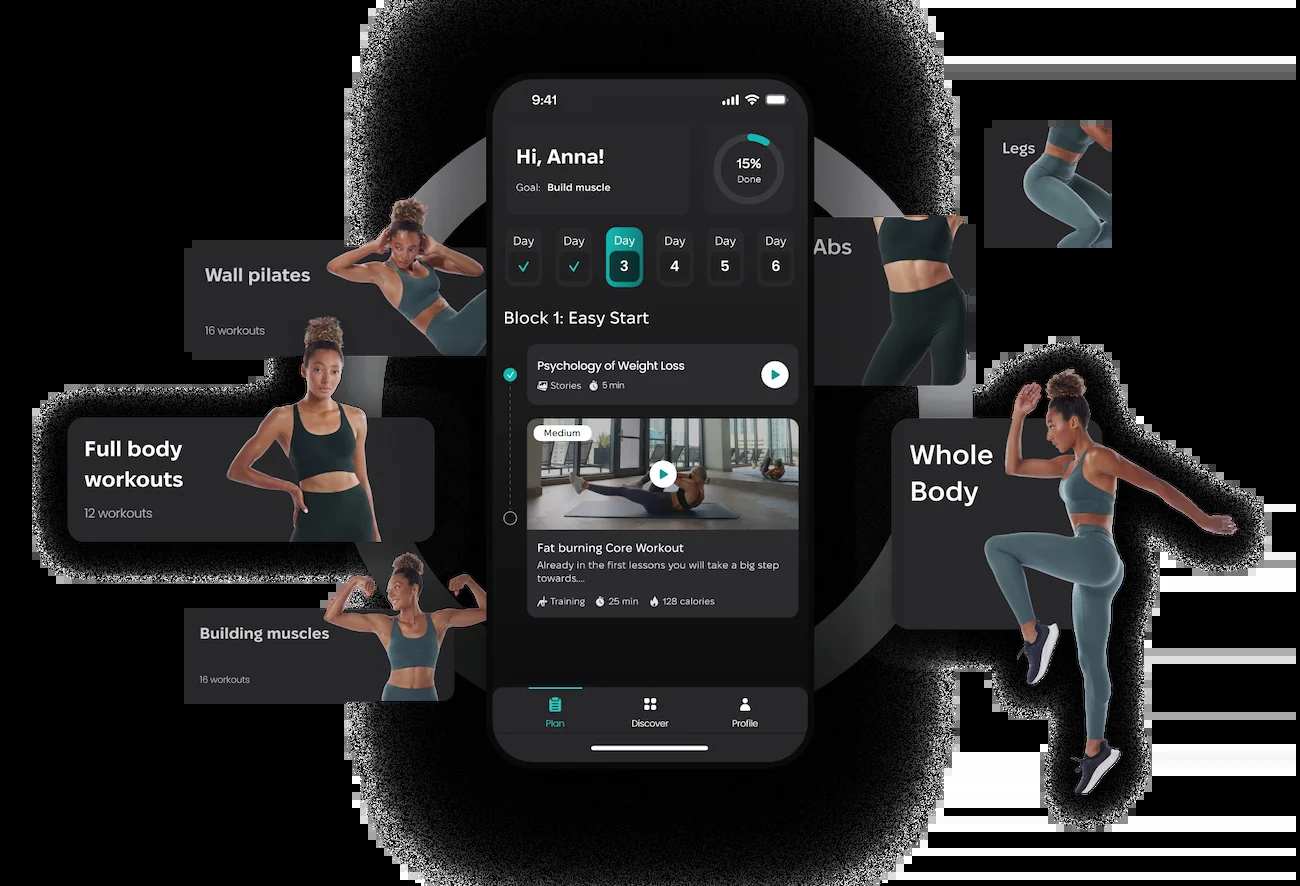 9:41
Hi, Anna!
Goal: Build muscle
15%
Done
Day
Day
Day
3
Day
4
Day
5
Day
6
Block 1: Easy Start
Psychology of Weight Loss
Stories 5 min
Medium
Fat burning Core Workout
Already in the first lessons you will take a big step
towards....
Training 25 min 128 calories
Plan
Discover
Profile
Wall pilates
16 workouts
Full body
workouts
12 workouts
Building muscles
16 workouts
Legs
Abs
Whole
Body